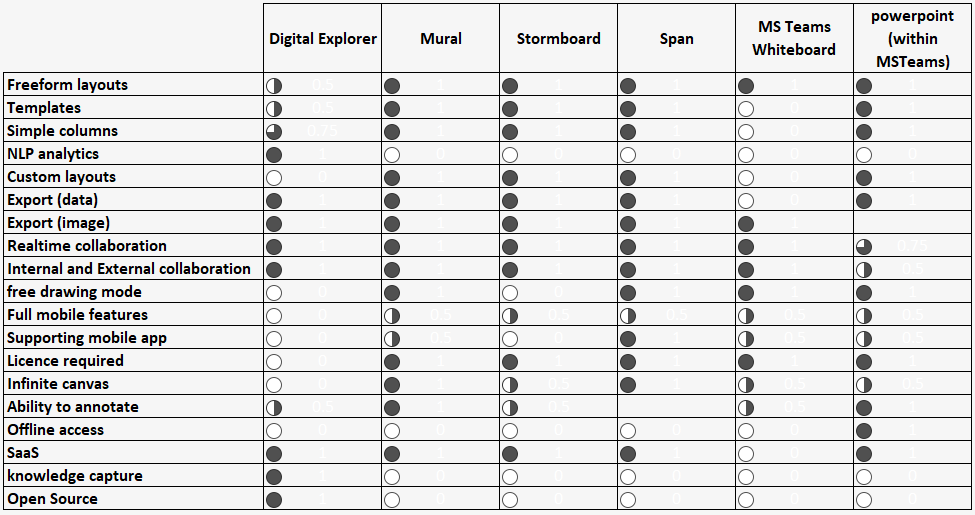 Digital Explorer Mural Stormboard Span MS Teams Whiteboard powerpoint (within MSTeams)
Freeform layouts 0.5 1 1 1 1 1
Templates 0.5 1 1 1 0 1
Simple columns 0.75 1 1 1 0 1
NLP analytics 1 0 0 0 0 0
Custom layouts 0 1 1 1 0 1
Export (data) 1 1 1 1 0 1
Export (image) 1 1 1 1 1
Realtime collaboration 1 1 1 1 1 0.75
Internal and External collaboration 1 1 1 1 1 0.5
free drawing mode 0 1 0 1 1 1
Full mobile features 0 0.5 0.5 0.5 0.5 0.5
Supporting mobile app 0 0.5 0 1 0.5 0.5
Licence required 0 1 1 1 1 1
Infinite canvas 0 1 0.5 1 0.5 0.5
Ability to annotate 0.5 1 0.5 0.5 1
Offline access 0 0 0 0 0 1
SaaS 1 1 1 1 0 1
knowledge capture 1 0 0 0 0 0
Open Source 1 0 0 0 0 0